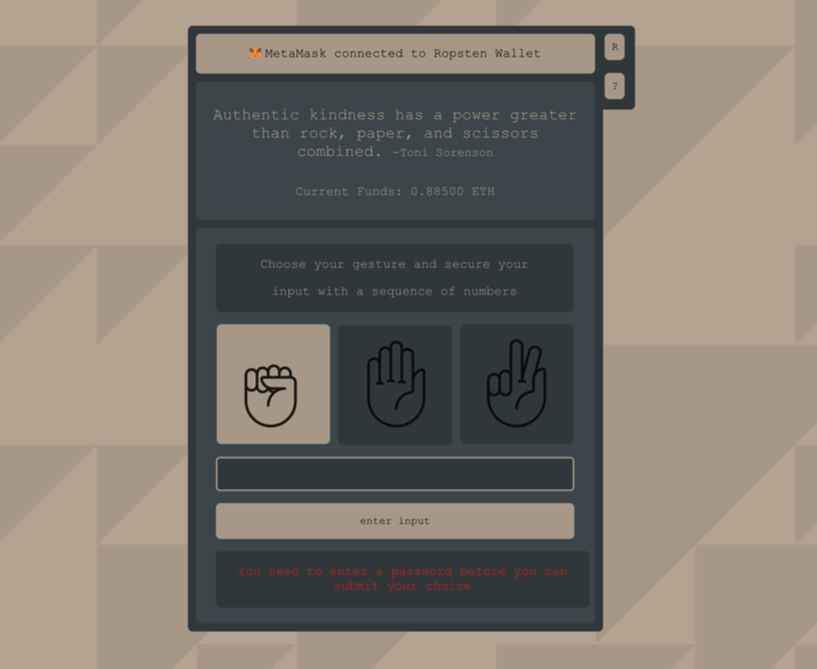 MetaMask connected to Ropsten Wallet
R
?
Authentic kindness has a power greater
than rock, paper, and scissors
combined. -Toni Sorenson
Current Funds: 0.88500 ETH
Choose your gesture and secure your
input with a sequence of numbers
enter input
You need to enter a password before you can
submit your choice